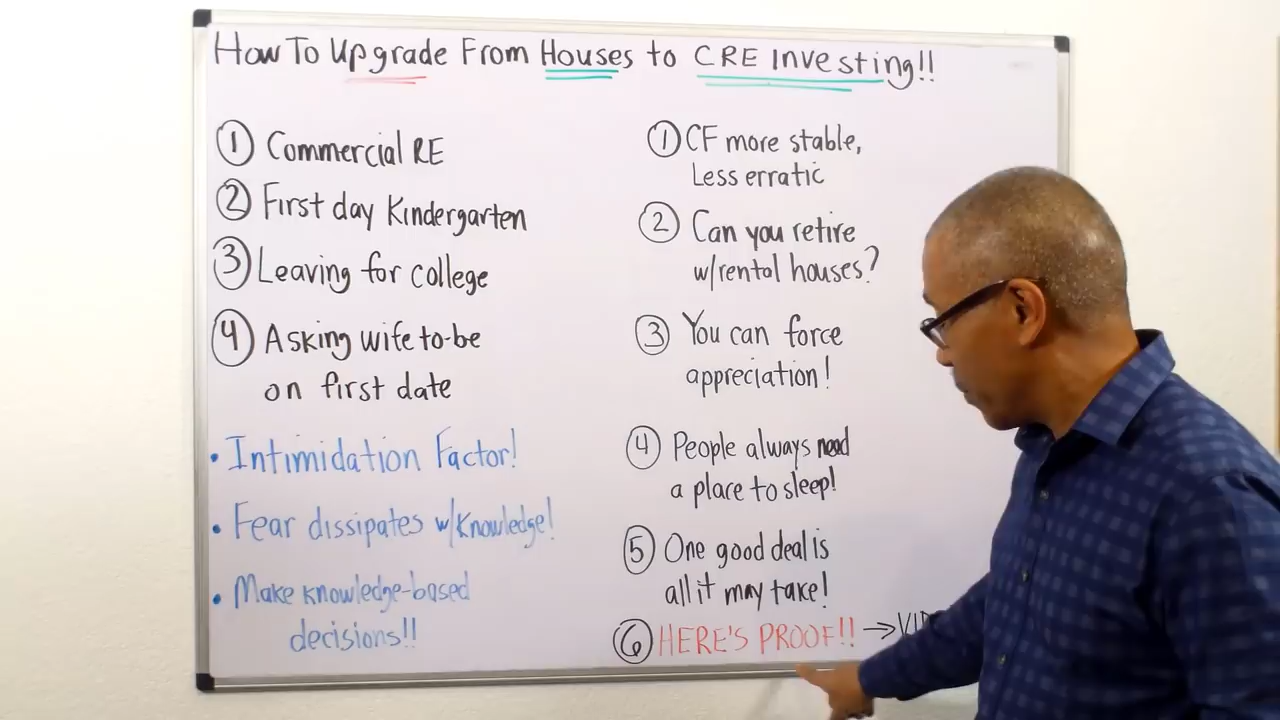 How To Upgrade From Houses to CRE Investing!!
① Commercial RE
② First day Kindergarten
③ Leaving for college
④ Asking wife to-be
on first date
• Intimidation Factor!
• Fear dissipates w/Knowledge!
• Make knowledge-based
decisions!!
① CF more stable,
Less erratic
② Can you retire
w/rental houses?
③ You can force
appreciation!
④ People always need
a place to sleep!
⑤ One good deal is
all it may take!
⑥ HERE'S PROOF!! →